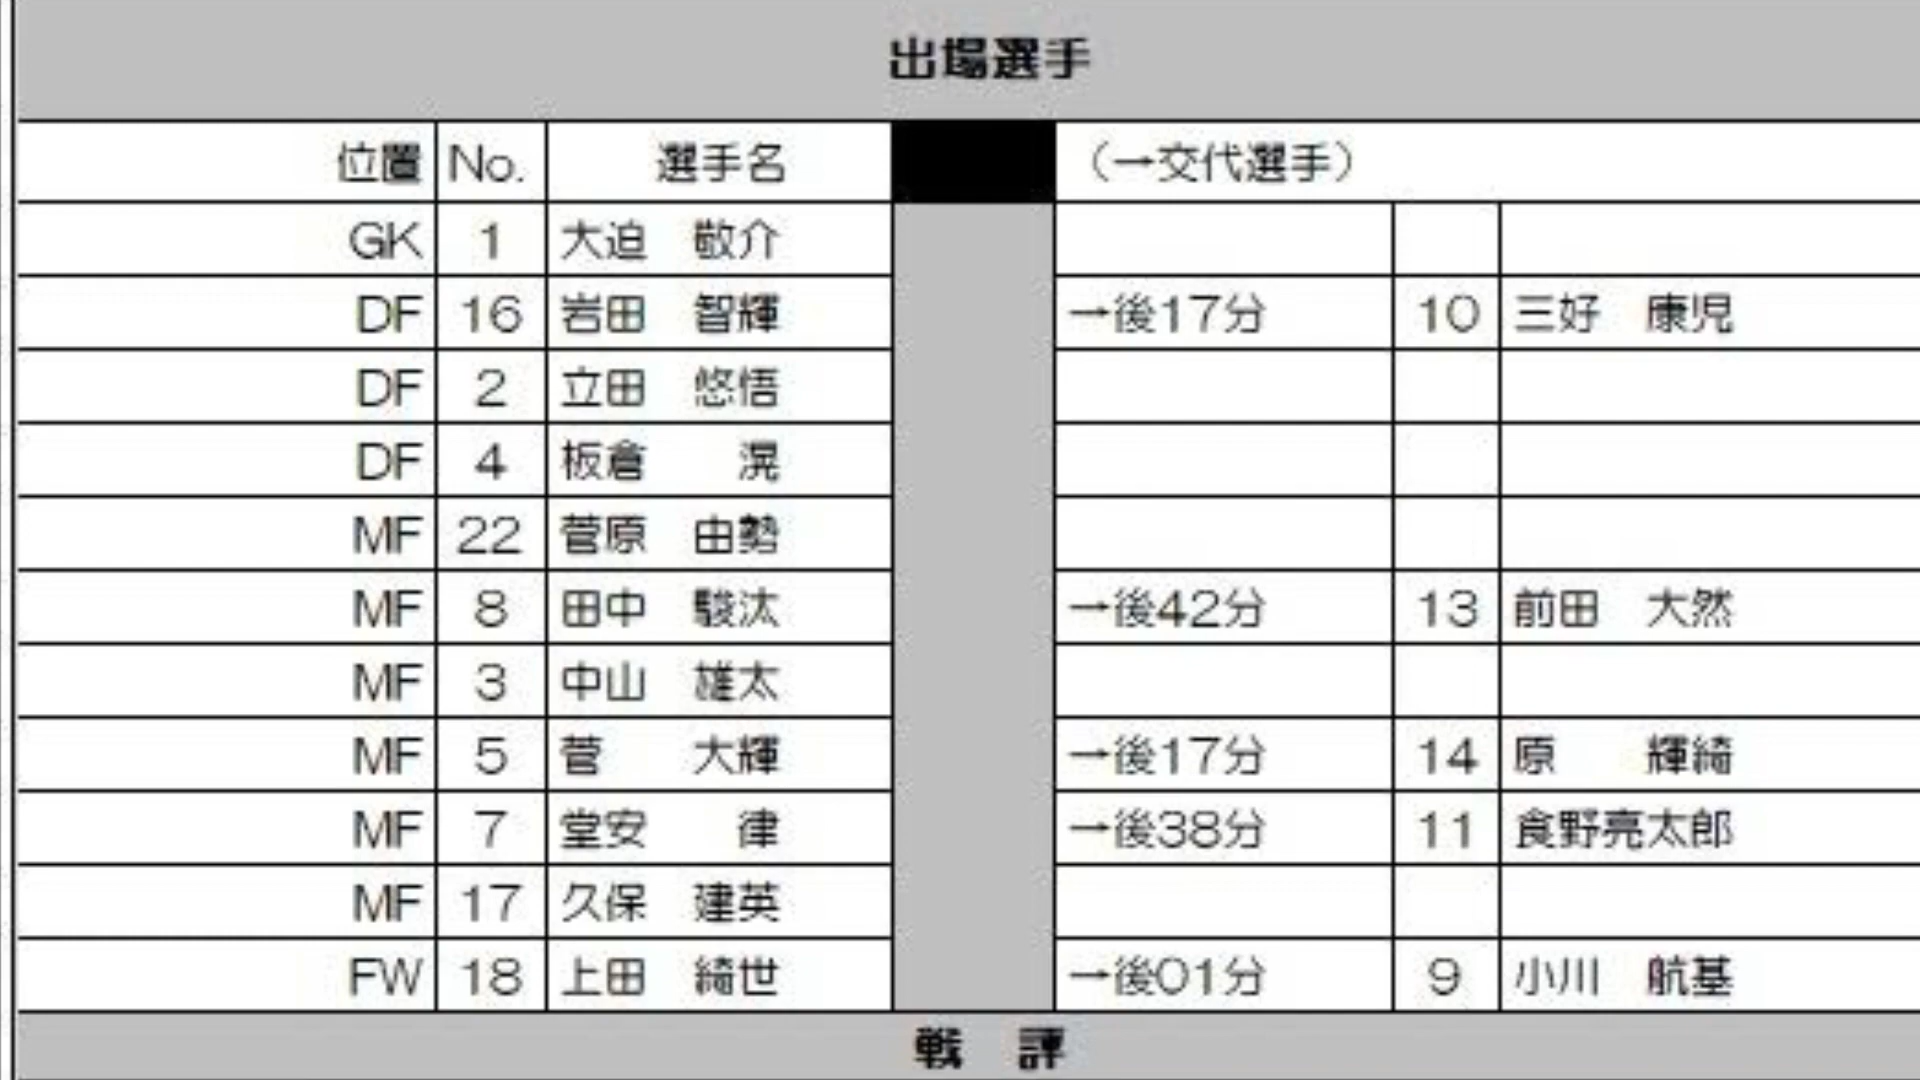 出場選手
位置 No. 選手名 （→交代選手）
GK 1 大迫　敬介
DF 16 岩田　智輝 →後17分 10 三好　康児
DF 2 立田　悠悟
DF 4 板倉　　滉
MF 22 菅原　由勢
MF 8 田中　駿汰 →後42分 13 前田　大然
MF 3 中山　雄太
MF 5 菅　　大輝 →後17分 14 原　　輝綺
MF 7 堂安　　律 →後38分 11 食野亮太郎
MF 17 久保　建英
FW 18 上田　綺世 →後01分 9 小川　航基
戦　評